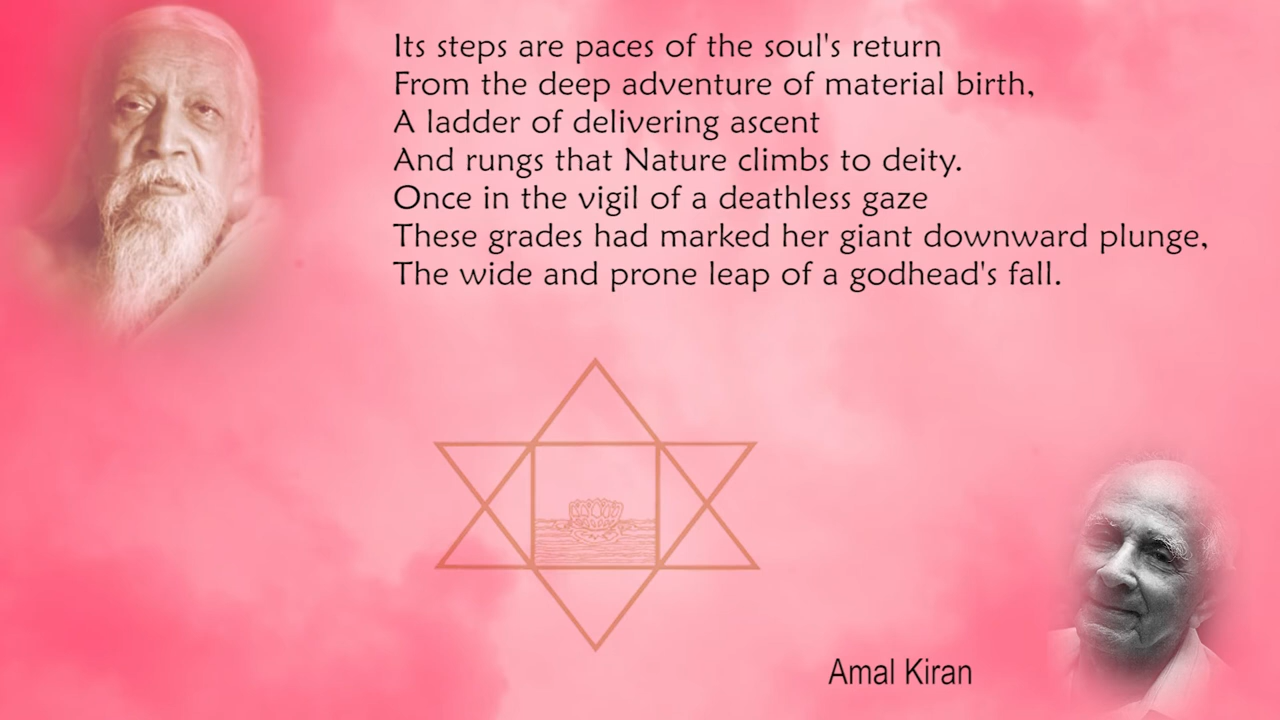 Its steps are paces of the soul's return
From the deep adventure of material birth,
A ladder of delivering ascent
And rungs that Nature climbs to deity.
Once in the vigil of a deathless gaze
These grades had marked her giant downward plunge,
The wide and prone leap of a godhead's fall.
Amal Kiran